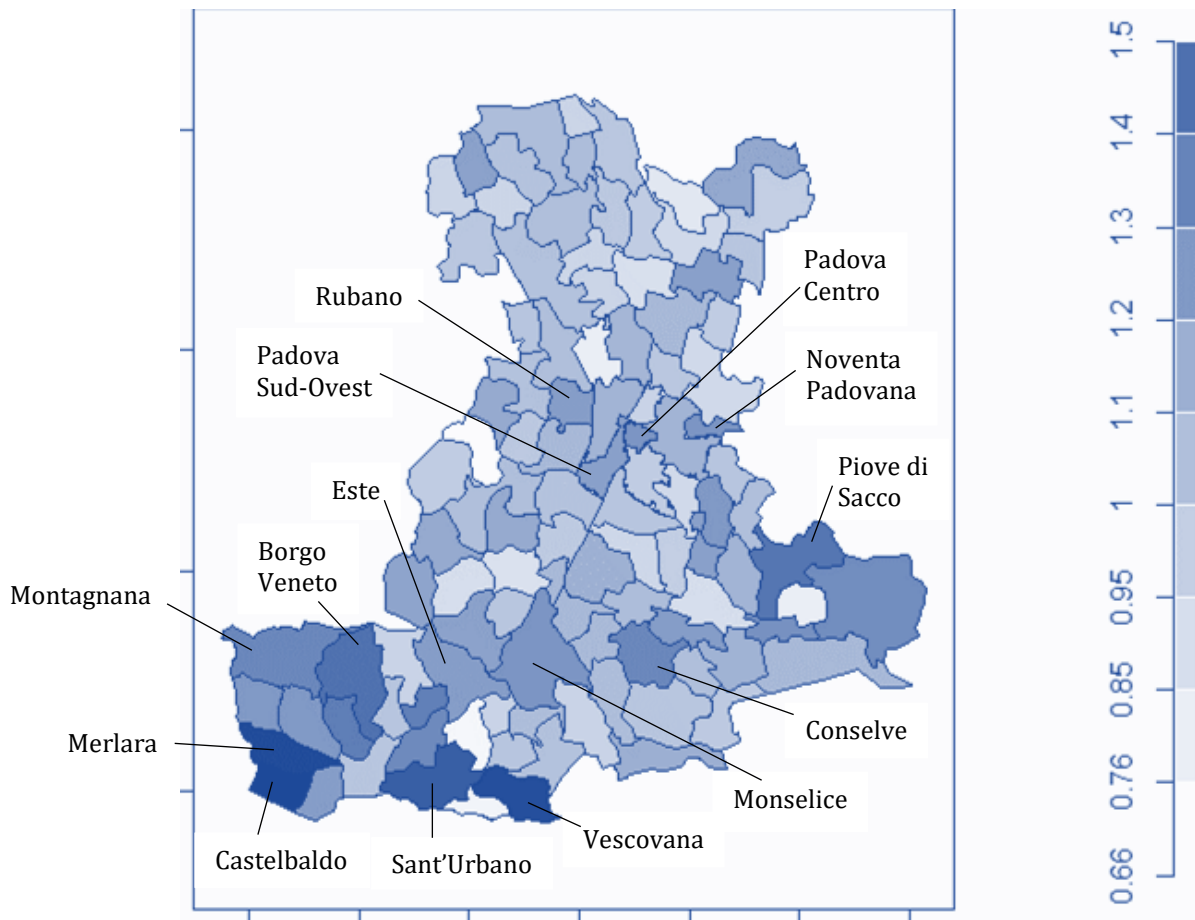 Padova
Centro
Rubano
Padova
Sud-Ovest
Noventa
Padovana
Piove di
Sacco
Este
Borgo
Veneto
Montagnana
Merlara
Conselve
Monselice
Vescovana
Castelbaldo
Sant'Urbano
1.5
1.4
1.3
1.2
1.1
1
0.95
0.85
0.76
0.66